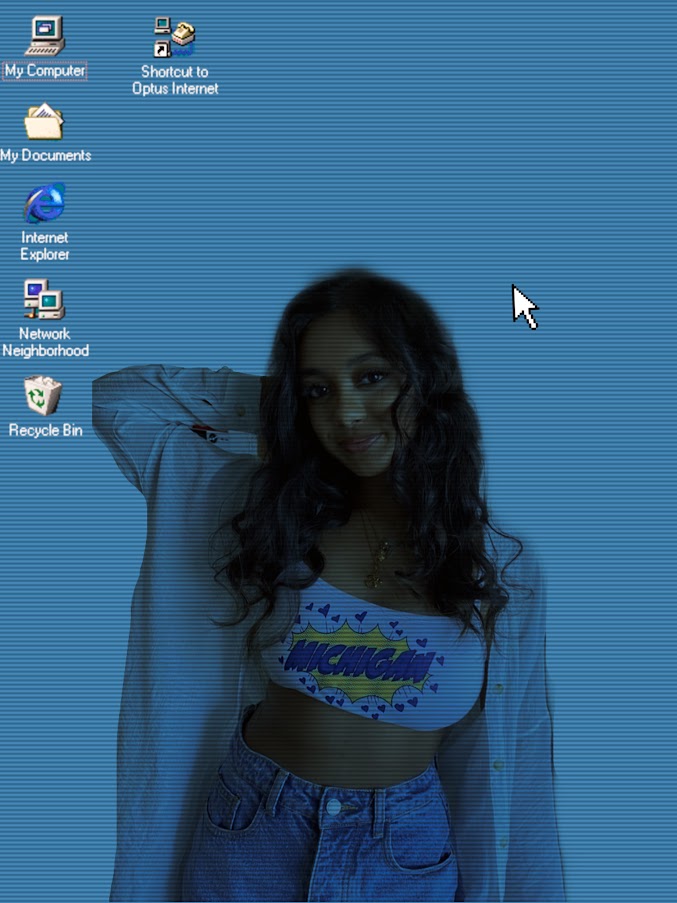 My Computer
Shortcut to
Optus Internet
My Documents
Internet
Explorer
Network
Neighborhood
Recycle Bin
MICHIGAN